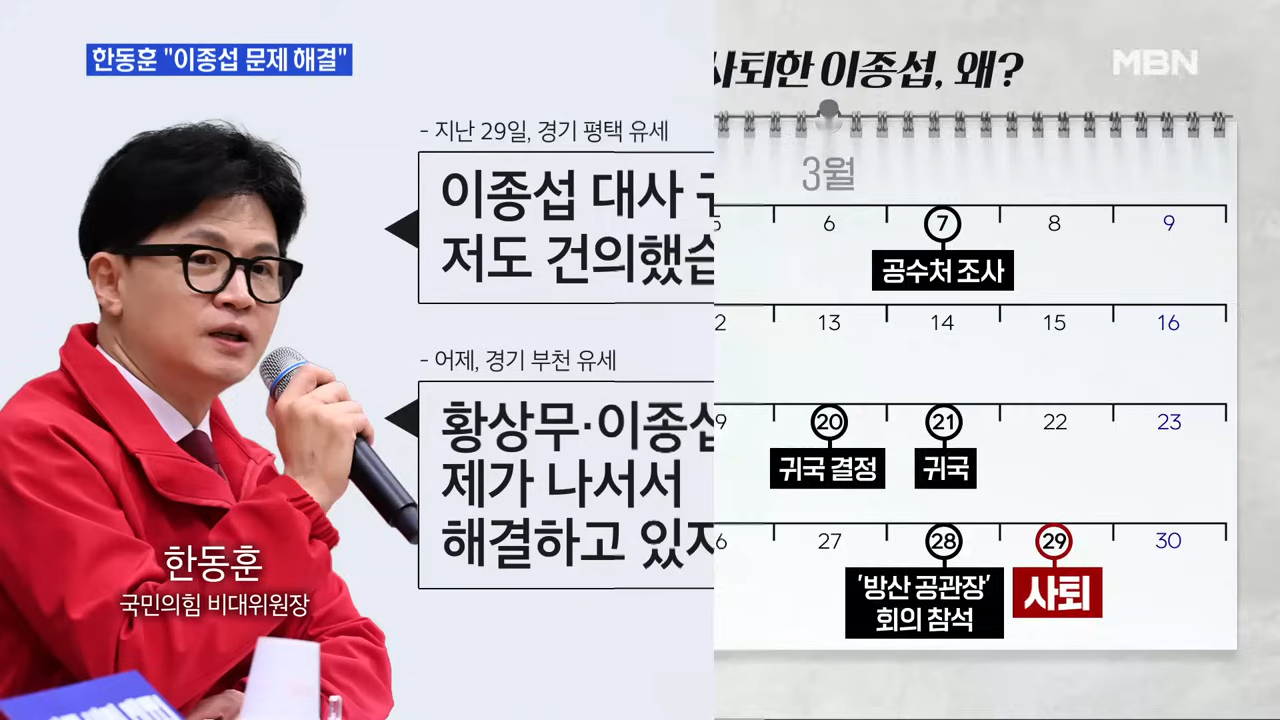 한동훈 "이종섭 문제 해결"
사퇴한 이종섭, 왜?
MBN
- 지난 29일, 경기 평택 유세
이종섭 대사
저도 건의했습
- 어제, 경기 부천 유세
황상무·이종섭
제가 나서서
해결하고 있지
한동훈
국민의힘 비대위원장
3월
6 7 8 9
공수처 조사
2 13 14 15 16
9 20 21 22 23
귀국 결정 귀국
6 27 28 29 30
'방산 공관장'
회의 참석
사퇴